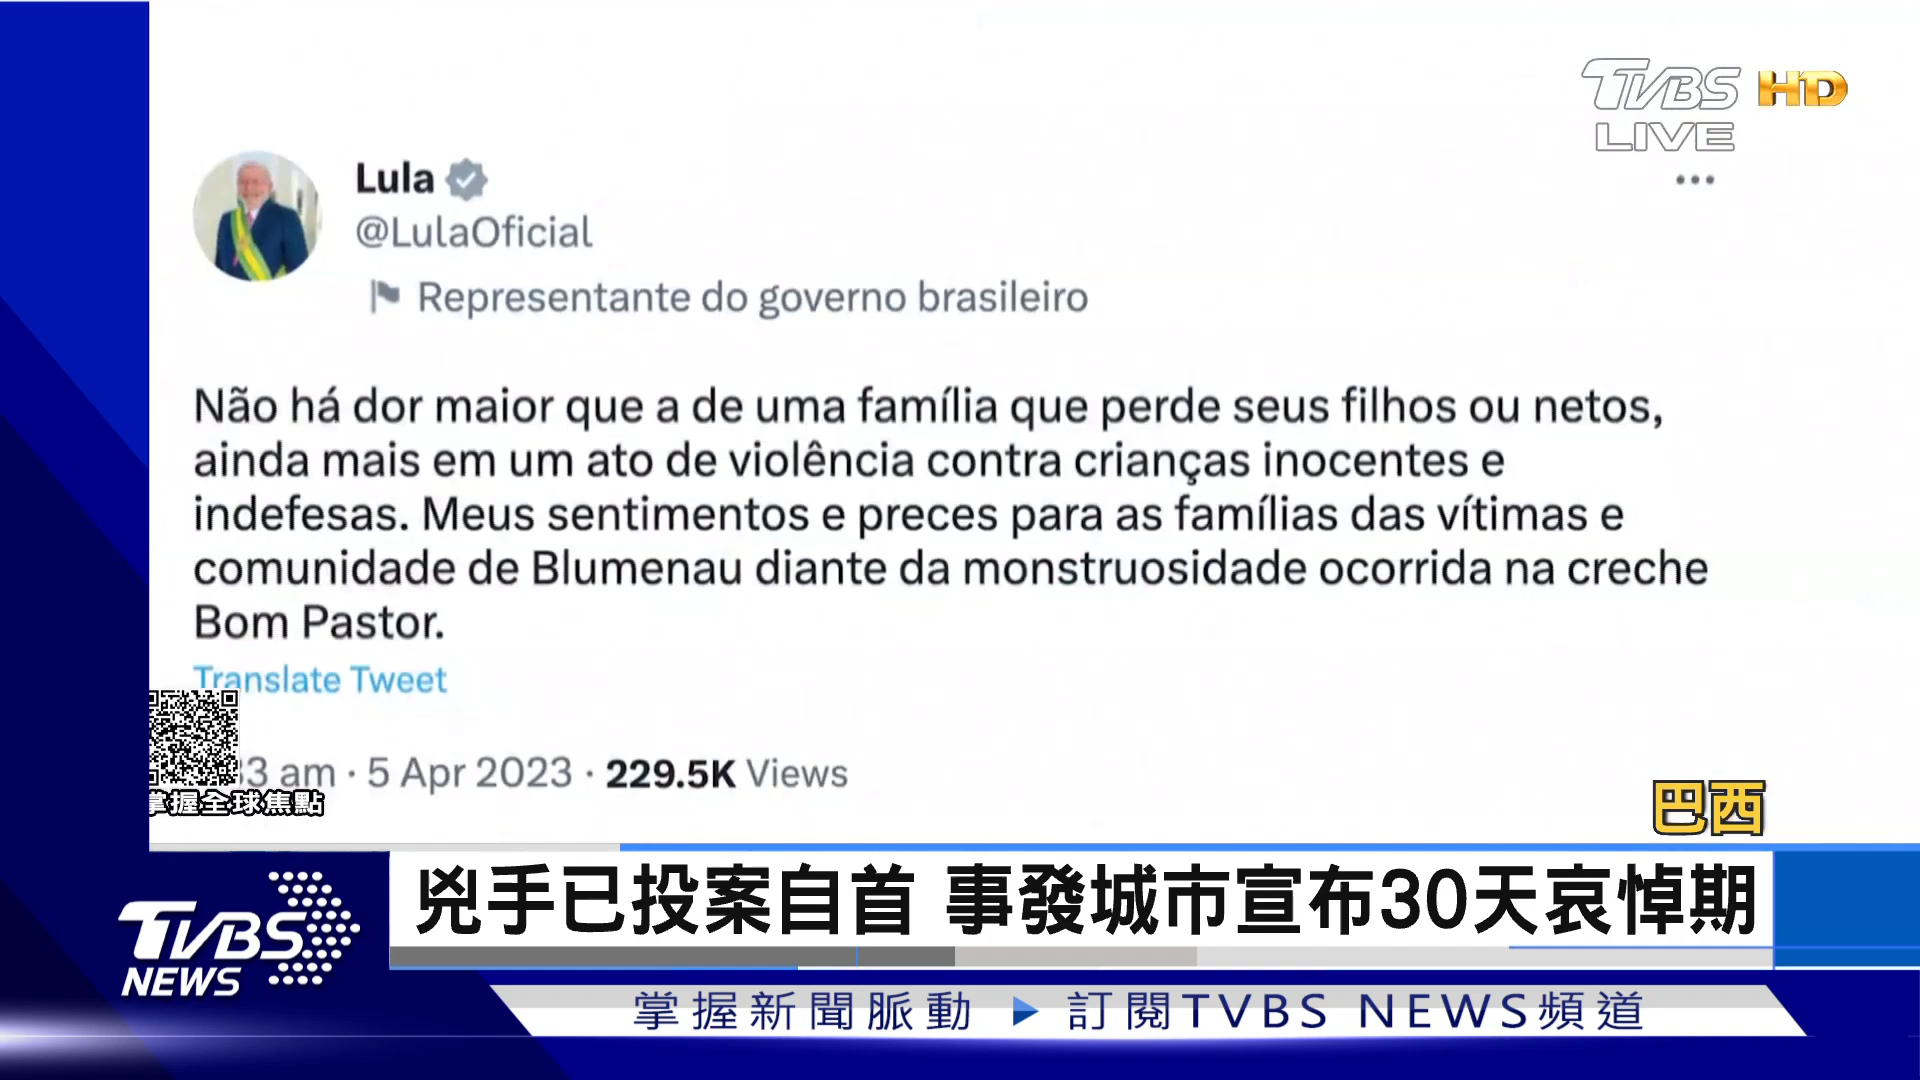 TVBS HD
LIVE
Lula
@LulaOficial
Representante do governo brasileiro
Não há dor maior que a de uma família que perde seus filhos ou netos,
ainda mais em um ato de violência contra crianças inocentes e
indefesas. Meus sentimentos e preces para as famílias das vítimas e
comunidade de Blumenau diante da monstruosidade ocorrida na creche
Bom Pastor.
Translate Tweet
33 am · 5 Apr 2023 · 229.5K Views
掌握全球焦點
巴西
兇手已投案自首 事發城市宣布30天哀悼期
TVBS
NEWS
掌握新聞脈動 ▶ 訂閱TVBS NEWS頻道